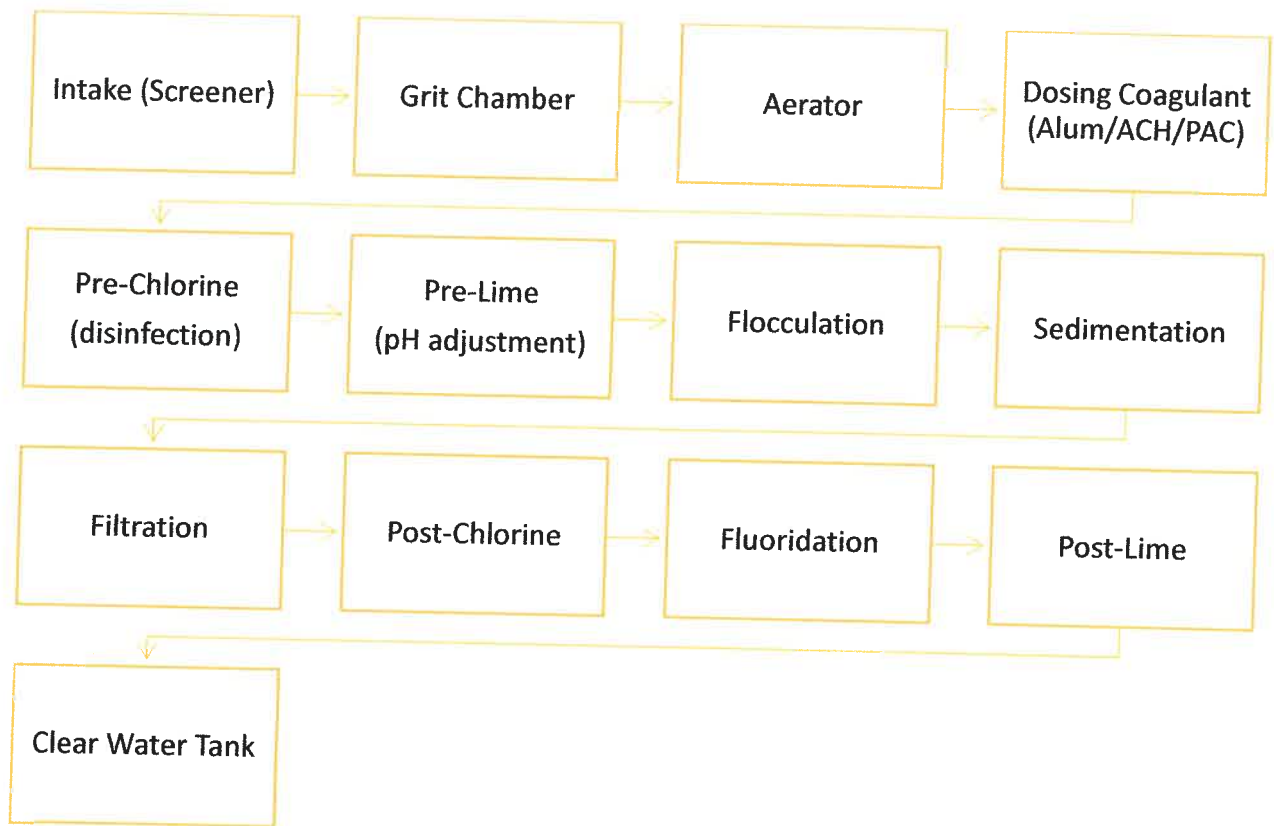 Intake (Screener)
Grit Chamber
Aerator
Dosing Coagulant
(Alum/ACH/PAC)
Pre-Chlorine
(disinfection)
Pre-Lime
(pH adjustment)
Flocculation
Sedimentation
Filtration
Post-Chlorine
Fluoridation
Post-Lime
Clear Water Tank